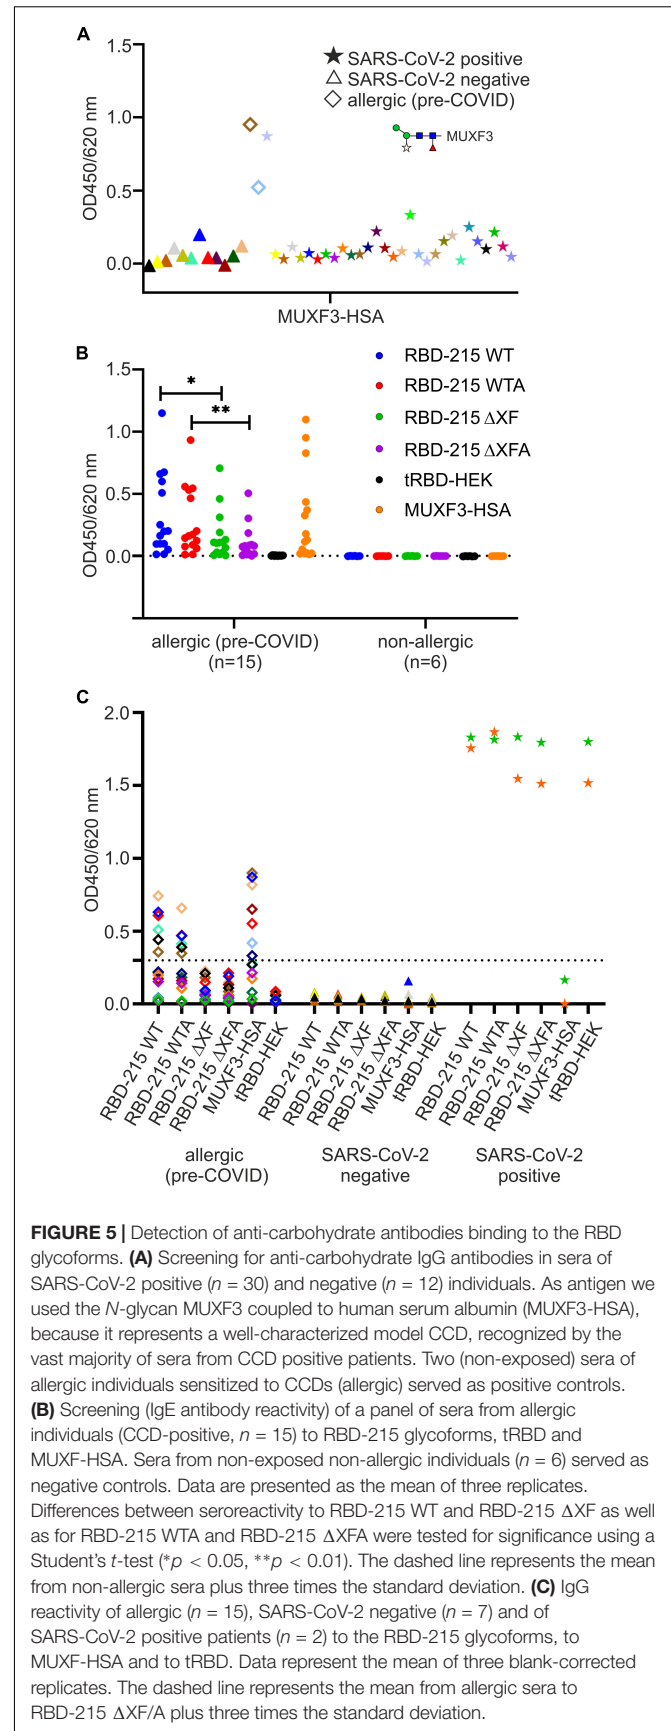 A
1.5
1.0
0.5
0.0
OD450/620 nm
SARS-CoV-2 positive
SARS-CoV-2 negative
allergic (pre-COVID)
MUXF3
MUXF3-HSA
B
1.5
1.0
0.5
0.0
OD450/620 nm
*
**
RBD-215 WT
RBD-215 WTA
RBD-215 ΔXF
RBD-215 ΔXFA
tRBD-HEK
MUXF3-HSA
allergic (pre-COVID)
(n=15)
non-allergic
(n=6)
C
2.0
1.5
1.0
0.5
0.0
OD450/620 nm
RBD-215 WT
RBD-215 WTA
RBD-215 ΔXF
RBD-215 ΔXFA
MUXF3-HSA
tRBD-HEK
RBD-215 WT
RBD-215 WTA
RBD-215 ΔXF
RBD-215 ΔXFA
MUXF3-HSA
tRBD-HEK
RBD-215 WT
RBD-215 WTA
RBD-215 ΔXF
RBD-215 ΔXFA
MUXF3-HSA
tRBD-HEK
allergic
(pre-COVID)
SARS-CoV-2
negative
SARS-CoV-2
positive
FIGURE 5 | Detection of anti-carbohydrate antibodies binding to the RBD
glycoforms. (A) Screening for anti-carbohydrate IgG antibodies in sera of
SARS-CoV-2 positive (n = 30) and negative (n = 12) individuals. As antigen we
used the N-glycan MUXF3 coupled to human serum albumin (MUXF3-HSA),
because it represents a well-characterized model CCD, recognized by the
vast majority of sera from CCD positive patients. Two (non-exposed) sera of
allergic individuals sensitized to CCDs (allergic) served as positive controls.
(B) Screening (IgE antibody reactivity) of a panel of sera from allergic
individuals (CCD-positive, n = 15) to RBD-215 glycoforms, tRBD and
MUXF-HSA. Sera from non-exposed non-allergic individuals (n = 6) served as
negative controls. Data are presented as the mean of three replicates.
Differences between seroreactivity to RBD-215 WT and RBD-215 ΔXF as well
as for RBD-215 WTA and RBD-215 ΔXFA were tested for significance using a
Student's t-test (*p < 0.05, **p < 0.01). The dashed line represents the mean
from non-allergic sera plus three times the standard deviation. (C) IgG
reactivity of allergic (n = 15), SARS-CoV-2 negative (n = 7) and of
SARS-CoV-2 positive patients (n = 2) to the RBD-215 glycoforms, to
MUXF-HSA and to tRBD. Data represent the mean of three blank-corrected
replicates. The dashed line represents the mean from allergic sera to
RBD-215 ΔXF/A plus three times the standard deviation.